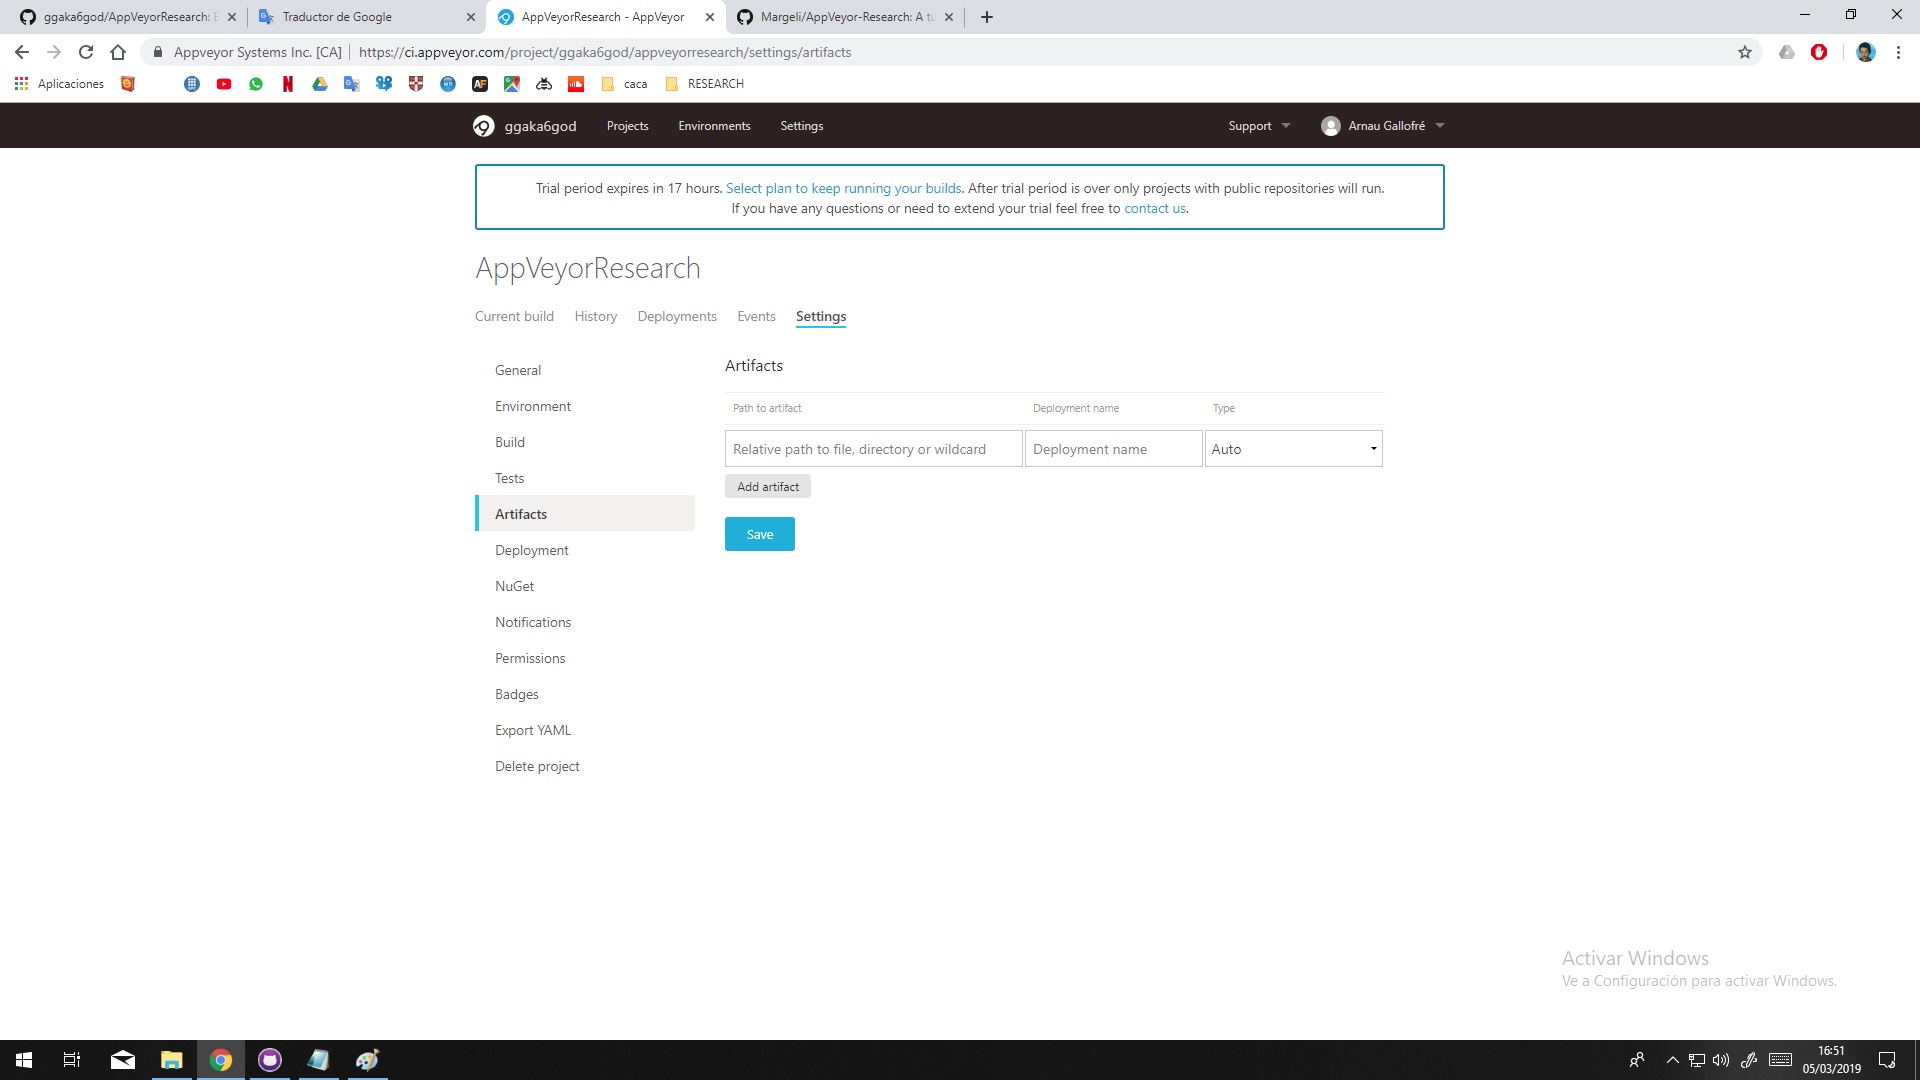 ggaka6god/AppVeyorResearch:
Traductor de Google
AppVeyorResearch - AppVeyor
Margeli/AppVeyor-Research: A tu
Appveyor Systems Inc. [CA]
https://ci.appveyor.com/project/ggaka6god/appveyorresearch/settings/artifacts
Aplicaciones
caca
RESEARCH
ggaka6god
Projects
Environments
Settings
Support
Arnau Gallofré
Trial period expires in 17 hours. Select plan to keep running your builds. After trial period is over only projects with public repositories will run.
If you have any questions or need to extend your trial feel free to contact us.
AppVeyorResearch
Current build
History
Deployments
Events
Settings
General
Environment
Build
Tests
Artifacts
Deployment
NuGet
Notifications
Permissions
Badges
Export YAML
Delete project
Artifacts
Path to artifact
Deployment name
Type
Relative path to file, directory or wildcard
Deployment name
Auto
Add artifact
Save
Activar Windows
Ve a Configuración para activar Windows.
16:51
05/03/2019